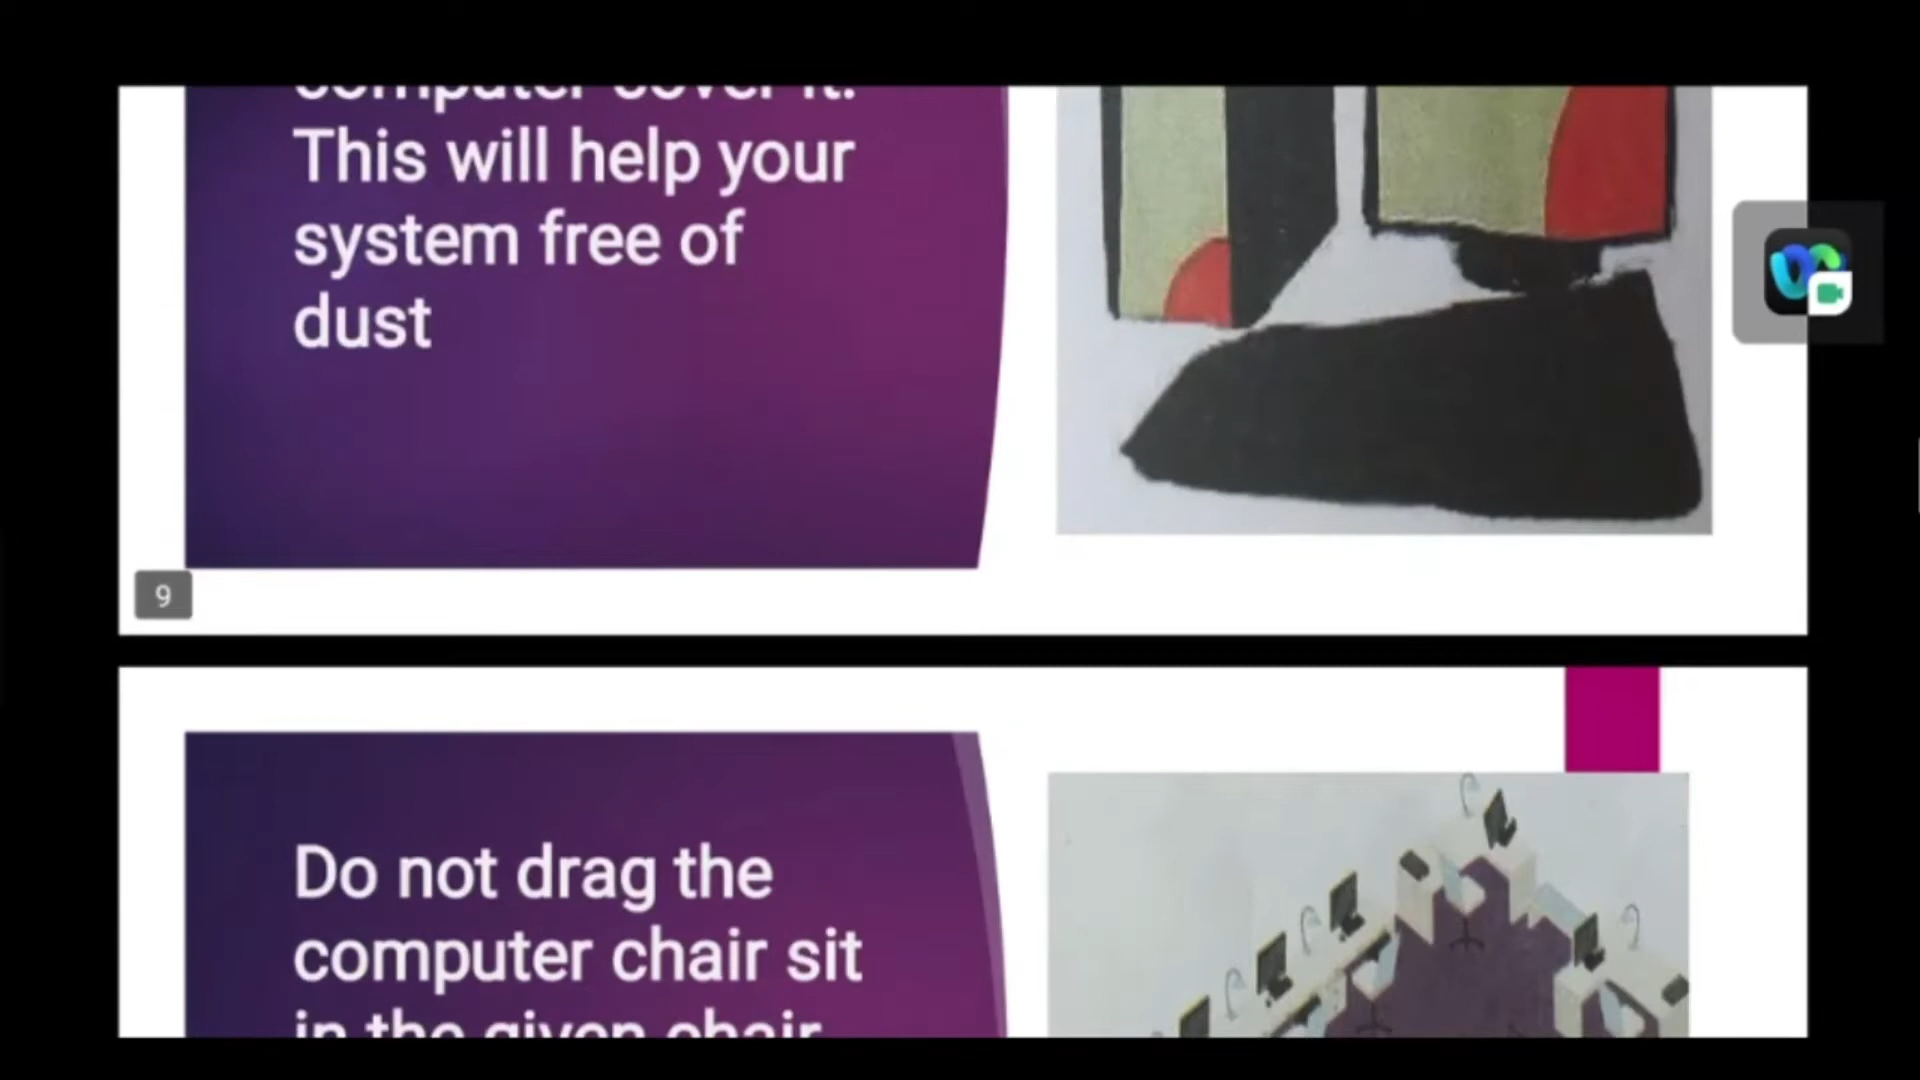 computer cover it.
This will help your
system free of
dust
9
Do not drag the
computer chair sit
in the given chair